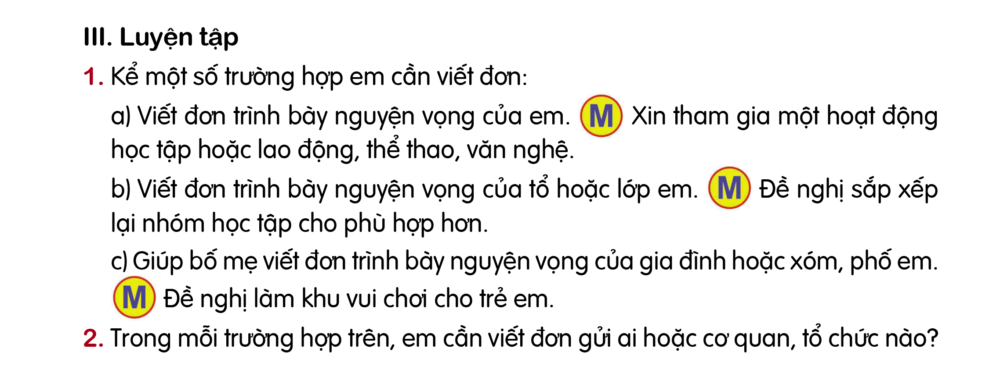 III. Luyện tập
1. Kể một số trường hợp em cần viết đơn:
a) Viết đơn trình bày nguyện vọng của em. M Xin tham gia một hoạt động
học tập hoặc lao động, thể thao, văn nghệ.
b) Viết đơn trình bày nguyện vọng của tổ hoặc lớp em. M Đề nghị sắp xếp
lại nhóm học tập cho phù hợp hơn.
c) Giúp bố mẹ viết đơn trình bày nguyện vọng của gia đình hoặc xóm, phố em.
M Đề nghị làm khu vui chơi cho trẻ em.
2. Trong mỗi trường hợp trên, em cần viết đơn gửi ai hoặc cơ quan, tổ chức nào?